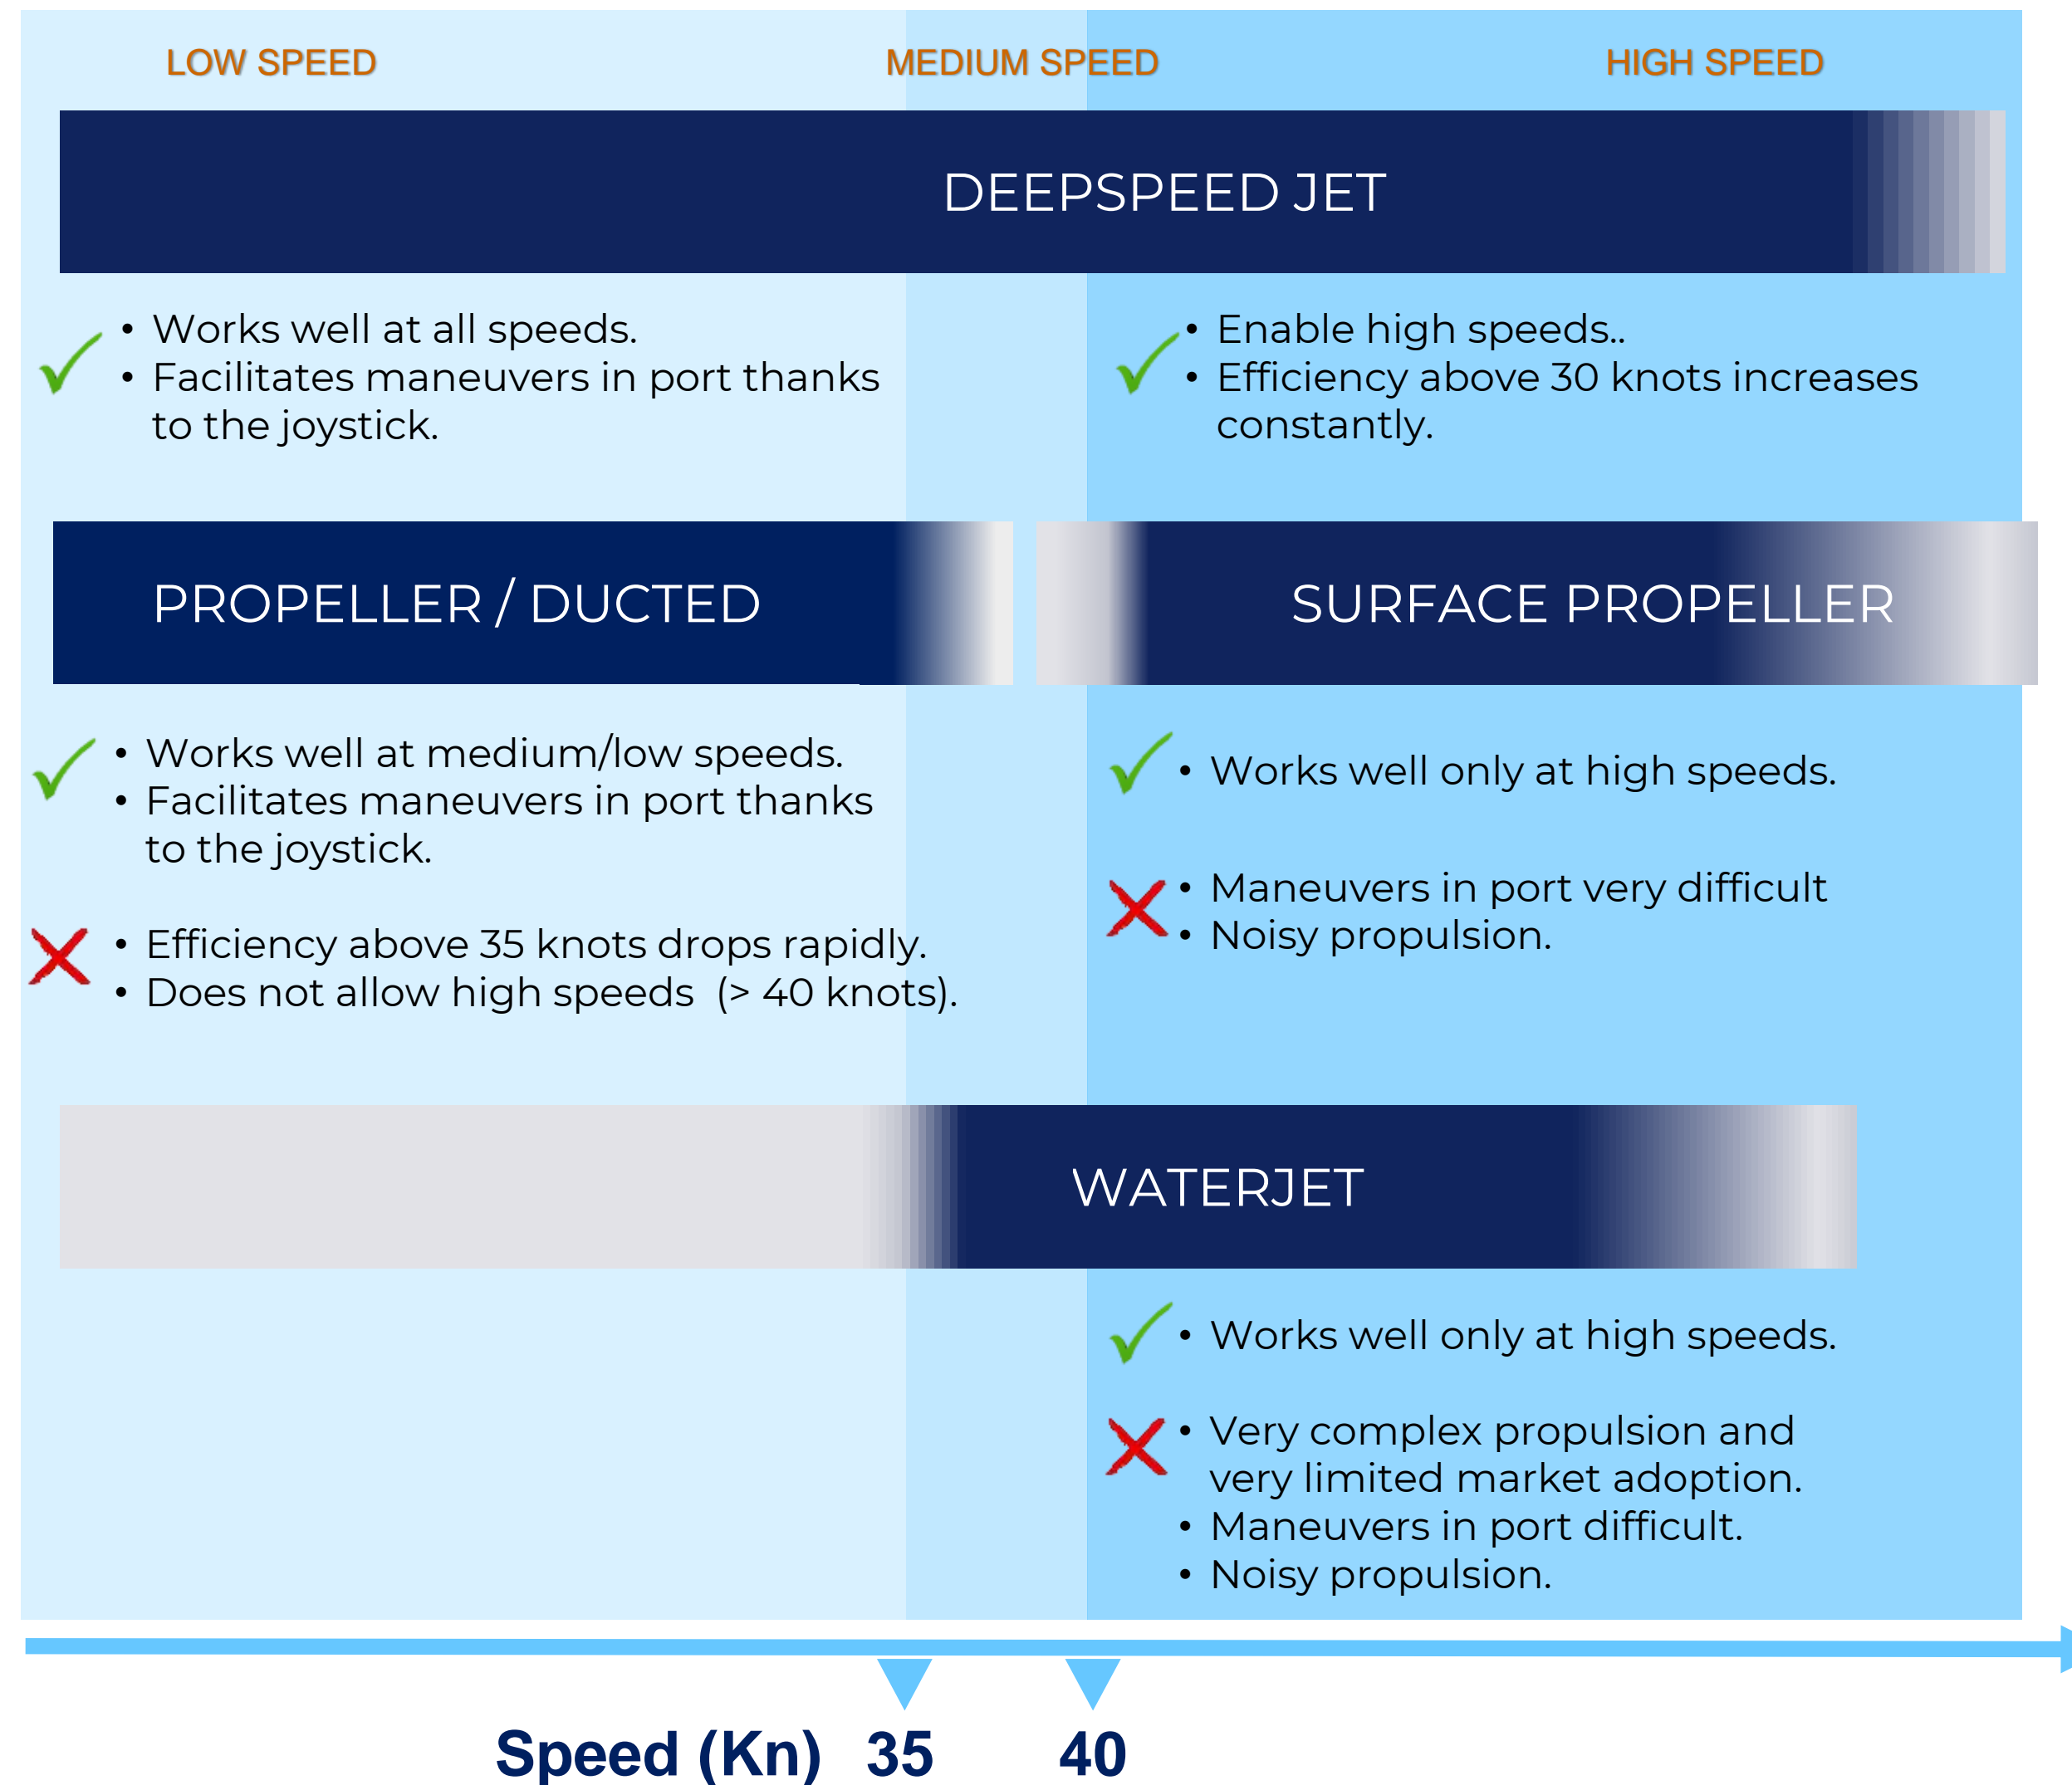 LOW SPEED
MEDIUM SPEED
HIGH SPEED
DEEPSPEED JET
• Works well at all speeds.
• Facilitates maneuvers in port thanks
to the joystick.
• Enable high speeds..
• Efficiency above 30 knots increases
constantly.
PROPELLER / DUCTED
• Works well at medium/low speeds.
• Facilitates maneuvers in port thanks
to the joystick.
• Efficiency above 35 knots drops rapidly.
• Does not allow high speeds (> 40 knots).
SURFACE PROPELLER
• Works well only at high speeds.
• Maneuvers in port very difficult
• Noisy propulsion.
WATERJET
• Works well only at high speeds.
• Very complex propulsion and
very limited market adoption.
• Maneuvers in port difficult.
• Noisy propulsion.
Speed (Kn) 35 40